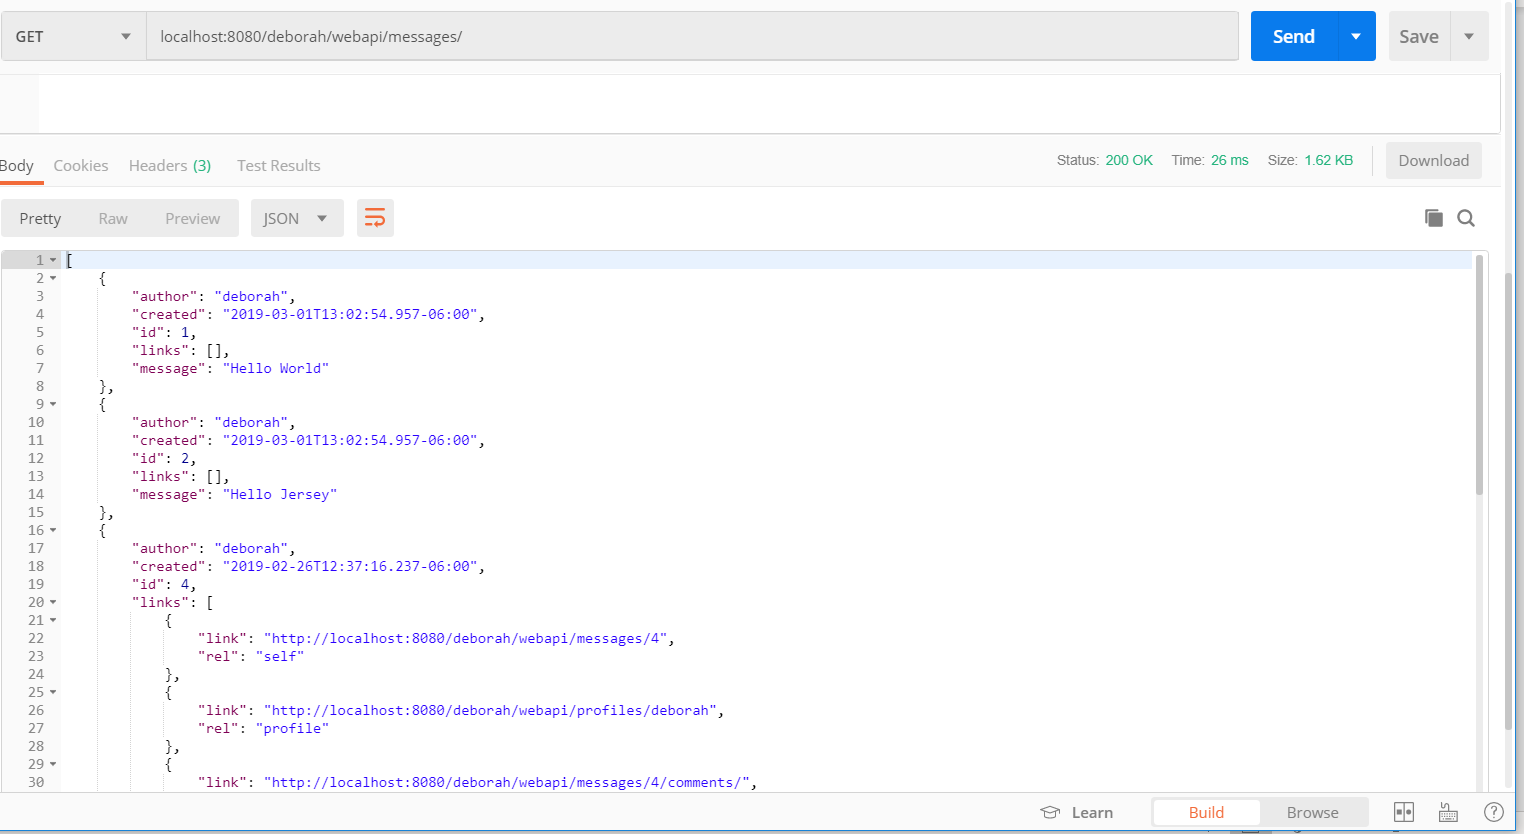 GET localhost:8080/deborah/webapi/messages/ Send Save
Body Cookies Headers (3) Test Results Status: 200 OK Time: 26 ms Size: 1.62 KB Download
Pretty Raw Preview JSON
1 [
2 {
3 "author": "deborah",
4 "created": "2019-03-01T13:02:54.957-06:00",
5 "id": 1,
6 "links": [],
7 "message": "Hello World"
8 },
9 {
10 "author": "deborah",
11 "created": "2019-03-01T13:02:54.957-06:00",
12 "id": 2,
13 "links": [],
14 "message": "Hello Jersey"
15 },
16 {
17 "author": "deborah",
18 "created": "2019-02-26T12:37:16.237-06:00",
19 "id": 4,
20 "links": [
21 {
22 "link": "http://localhost:8080/deborah/webapi/messages/4",
23 "rel": "self"
24 },
25 {
26 "link": "http://localhost:8080/deborah/webapi/profiles/deborah",
27 "rel": "profile"
28 },
29 {
30 "link": "http://localhost:8080/deborah/webapi/messages/4/comments/",
Learn Build Browse